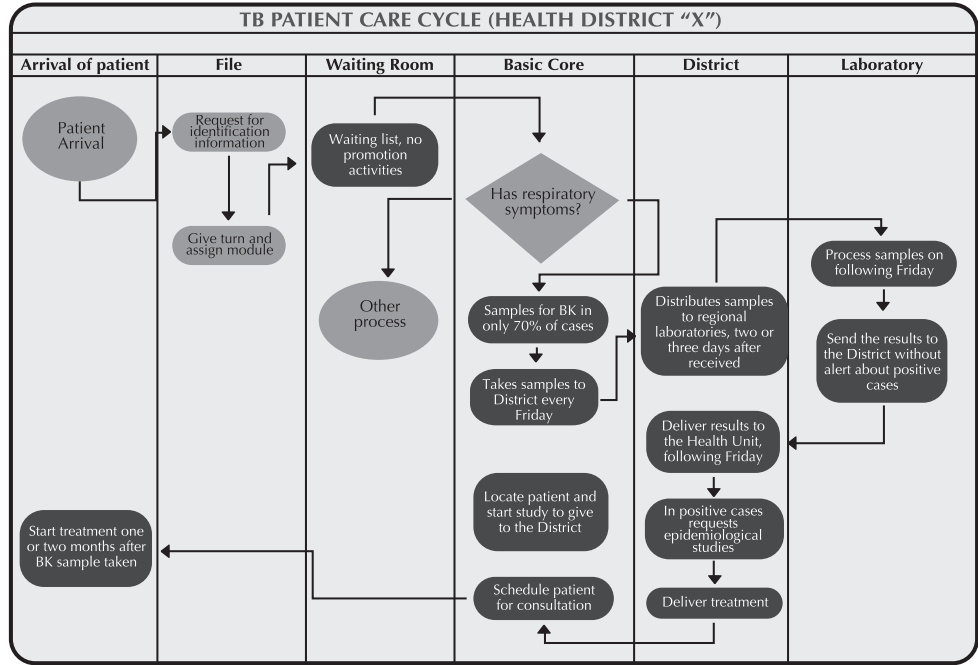 TB PATIENT CARE CYCLE (HEALTH DISTRICT “X”)
Arrival of patient
File
Waiting Room
Basic Core
District
Laboratory
Patient
Arrival
Request for
identification
information
Give turn and
assign module
Waiting list, no
promotion
activities
Other
process
Has respiratory
symptoms?
Samples for BK in
only 70% of cases
Takes samples to
District every
Friday
Distributes samples
to regional
laboratories, two or
three days after
received
Process samples on
following Friday
Send the results to
the District without
alert about positive
cases
Deliver results to
the Health Unit,
following Friday
In positive cases
requests
epidemiological
studies
Deliver treatment
Locate patient and
start study to give
to the District
Schedule patient
for consultation
Start treatment one
or two months after
BK sample taken